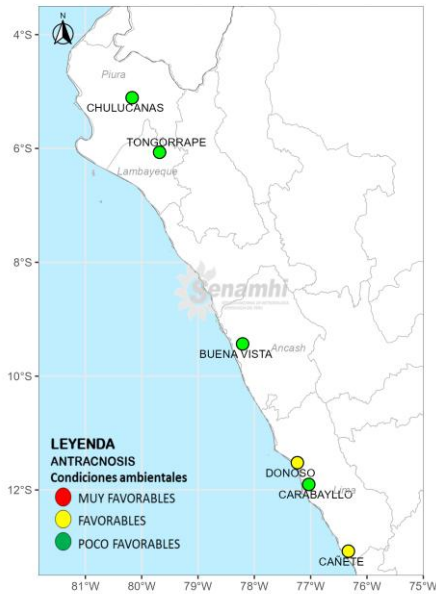 N
4°S
Piura
CHULUCANAS
TONGORRAPE
6°S
Lambayeque
8°S
Senamhi
BUENA VISTA
Ancash
10°S
LEYENDA
ANTRACNOSIS
Condiciones ambientales
MUY FAVORABLES
FAVORABLES
POCO FAVORABLES
DONOSO
CARABAYLLO
Lima
12°S
CAÑETE
81°W 80°W 79°W 78°W 77°W 76°W 75°W